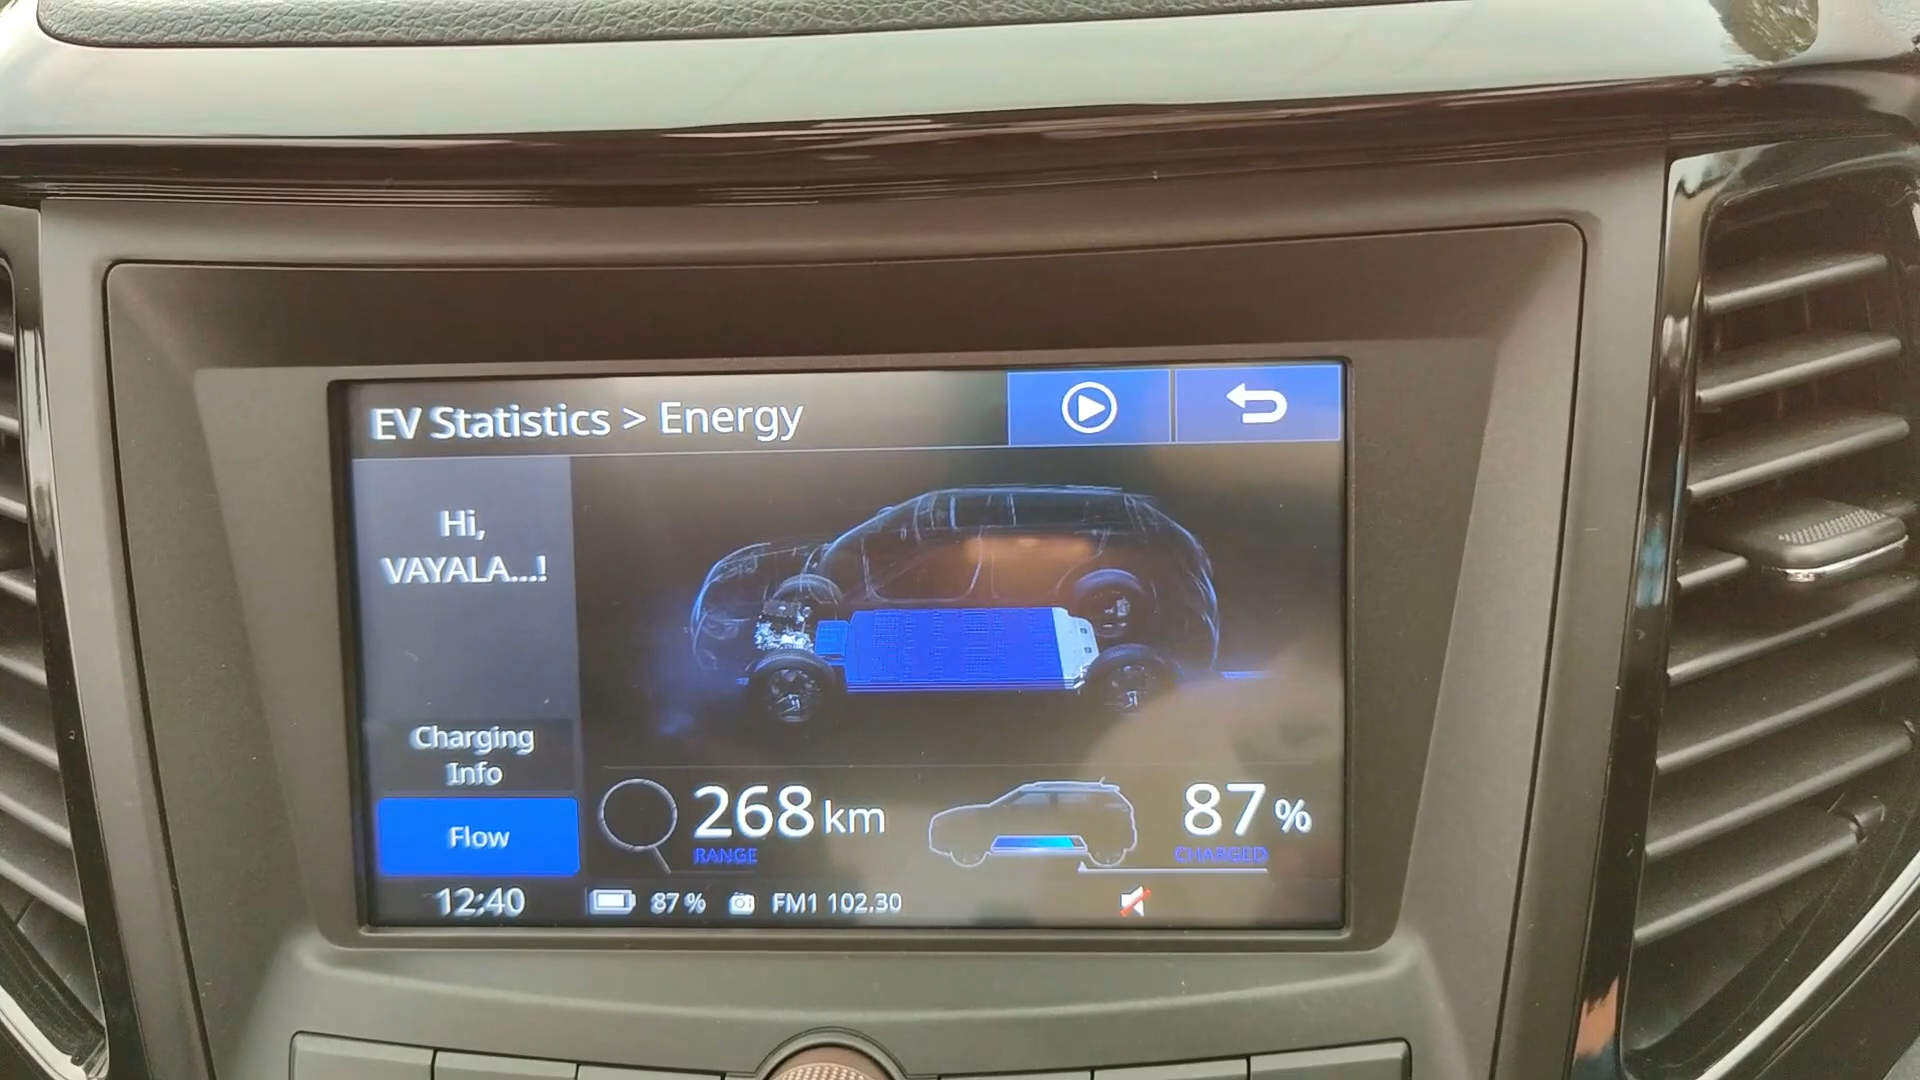 EV Statistics > Energy
Hi,
VAYALA...!
Charging
Info
Flow
268 km
RANGE
87 %
CHARGED
12:40
87 %
FM1 102.30